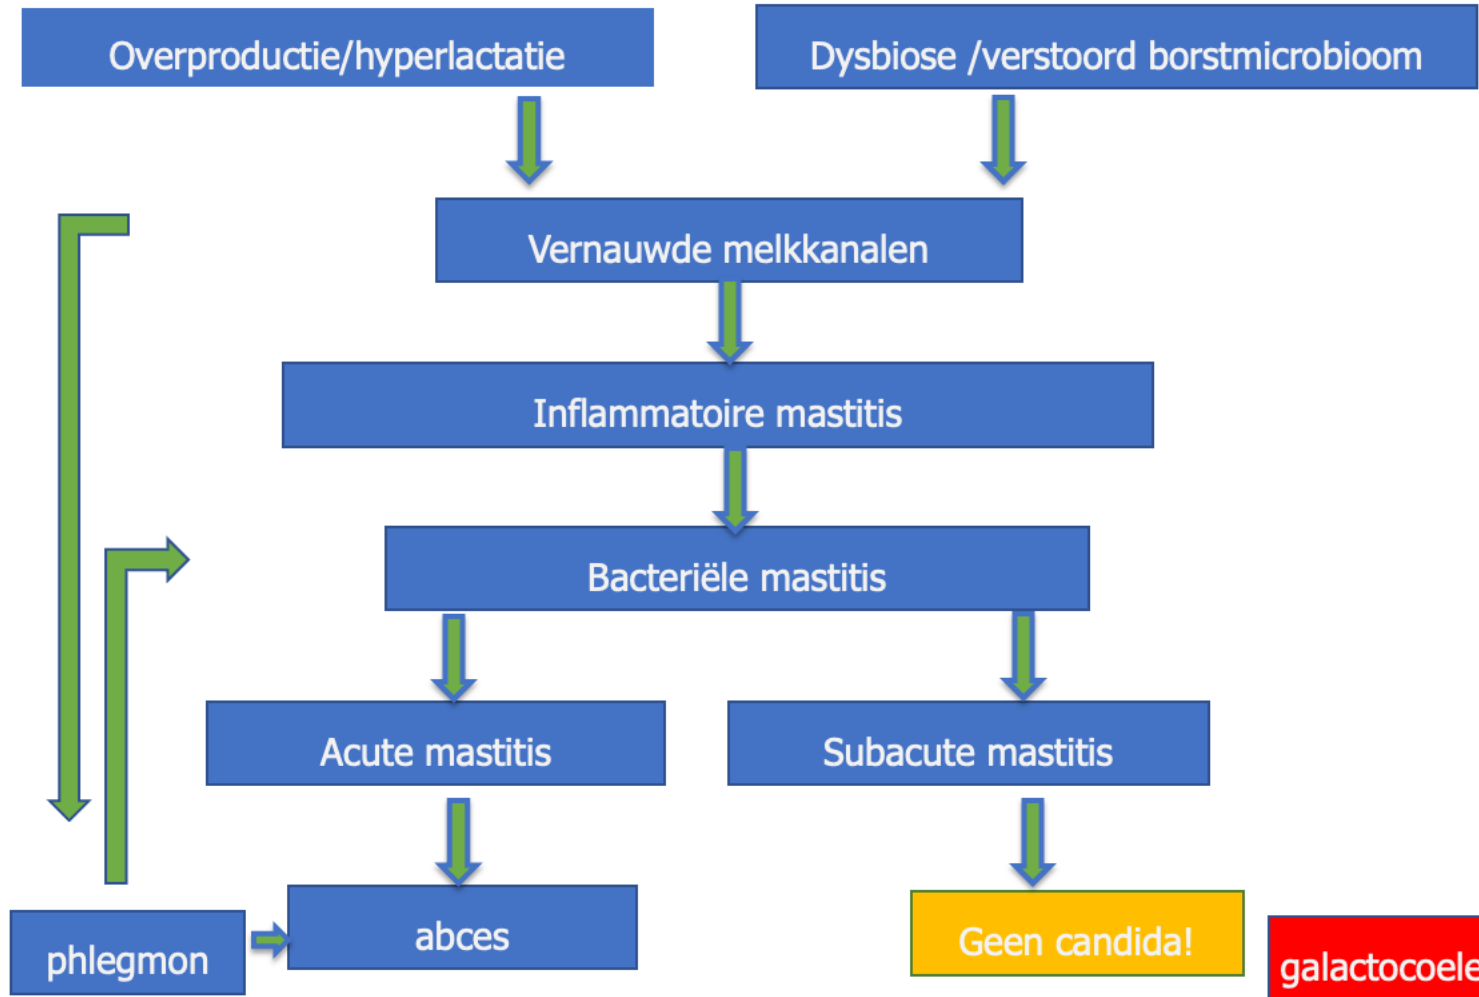 Overproductie/hyperlactatie
Dysbiose /verstoord borstmicrobioom
Vernauwde melkkanalen
Inflammatoire mastitis
Bacteriële mastitis
Acute mastitis
Subacute mastitis
phlegmon
abces
Geen candida!
galactocoele